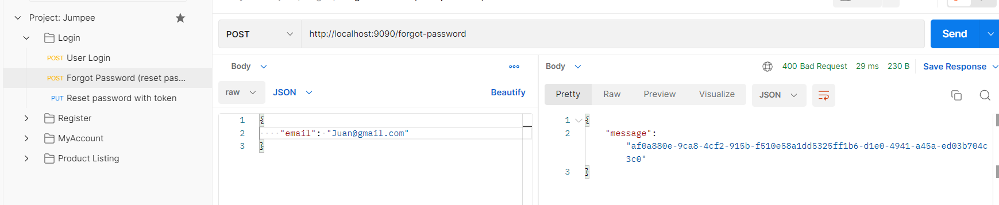 Project: Jumpee
Login
POST User Login
POST Forgot Password (reset pas...
PUT Reset password with token
Register
MyAccount
Product Listing
POST http://localhost:9090/forgot-password Send
Body
raw JSON Beautify
1 {
2 "email": "Juan@gmail.com"
3 }
Body 400 Bad Request 29 ms 230 B Save Response
Pretty Raw Preview Visualize JSON
1 {
2 "message":
"af0a880e-9ca8-4cf2-915b-f510e58a1dd5325ff1b6-d1e0-4941-a45a-ed03b704c
3c0"
3 }